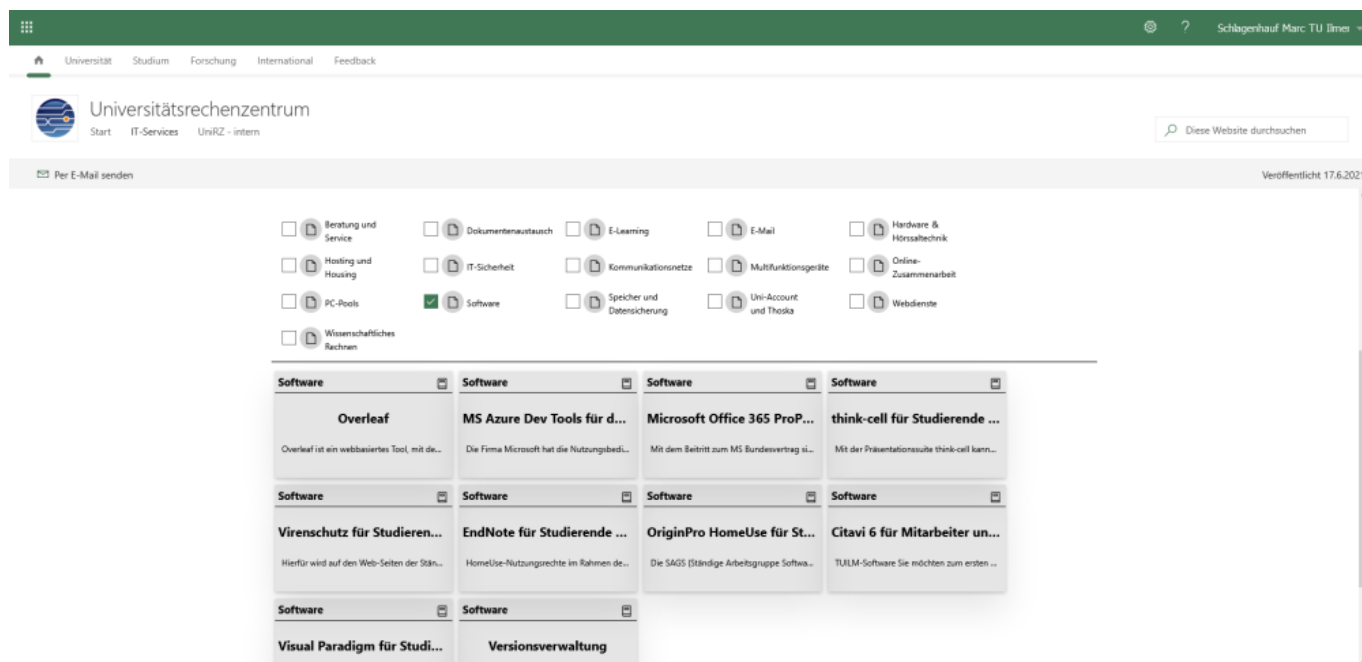 Schlagenhauf Marc TU Ilmer
Universität Studium Forschung International Feedback
Universitätsrechenzentrum
Start IT-Services UniRZ - intern
Diese Website durchsuchen
Per E-Mail senden
Veröffentlicht 17.6.2021
Beratung und Service
Dokumentenaustausch
E-Learning
E-Mail
Hardware & Hörssaltechnik
Hosting und Housing
IT-Sicherheit
Kommunikationsnetze
Multifunktionsgeräte
Online-Zusammenarbeit
PC-Pools
Software
Speicher und Datensicherung
Uni-Account und Thoska
Webdienste
Wissenschaftliches Rechnen
Software
Overleaf
Overleaf ist ein webbasiertes Tool, mit de...
Software
MS Azure Dev Tools für d...
Die Firma Microsoft hat die Nutzungsbedi...
Software
Microsoft Office 365 ProP...
Mit dem Beitritt zum MS Bundesvertrag si...
Software
think-cell für Studierende ...
Mit der Präsentationssuite think-cell kann...
Software
Virenschutz für Studieren...
Hierfür wird auf den Web-Seiten der Stän...
Software
EndNote für Studierende ...
HomeUse-Nutzungsrechte im Rahmen de...
Software
OriginPro HomeUse für St...
Die SAGS (Ständige Arbeitsgruppe Softwa...
Software
Citavi 6 für Mitarbeiter un...
TUILM-Software Sie möchten zum ersten ...
Software
Visual Paradigm für Studi...
Software
Versionsverwaltung